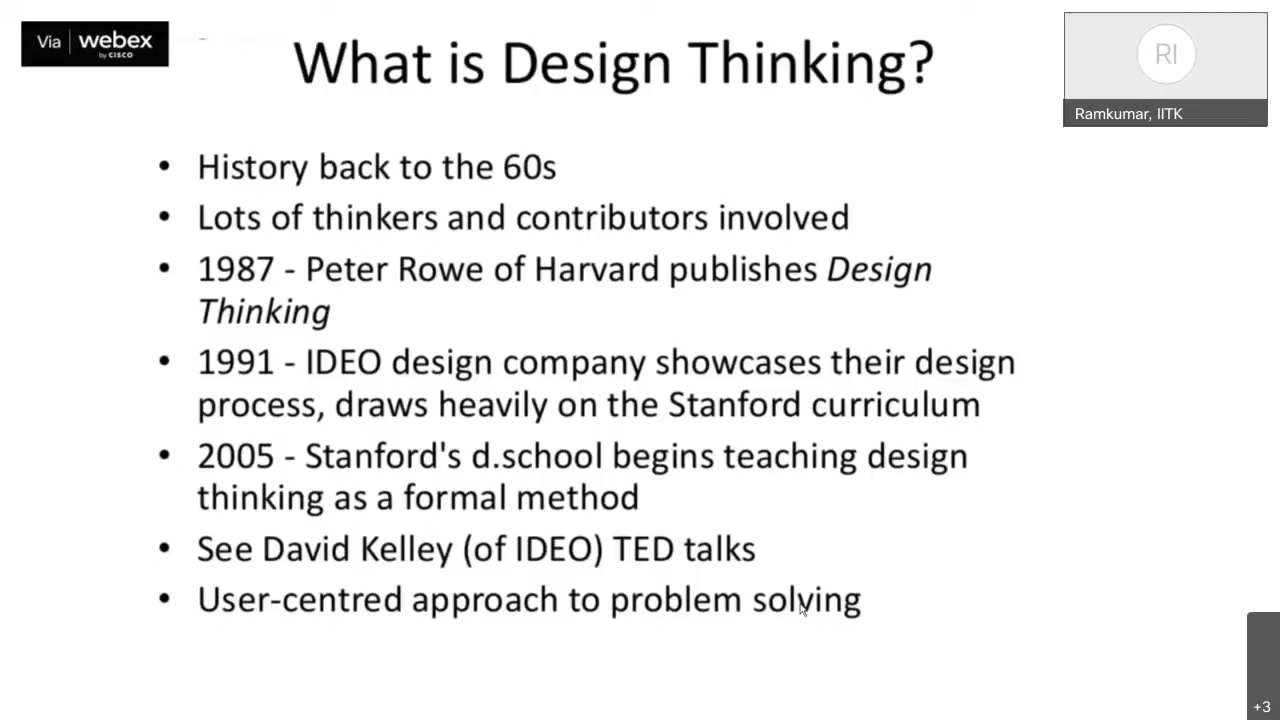 Via webex
by CISCO
What is Design Thinking?
RI
Ramkumar, IITK
• History back to the 60s
• Lots of thinkers and contributors involved
• 1987 - Peter Rowe of Harvard publishes Design
Thinking
• 1991 - IDEO design company showcases their design
process, draws heavily on the Stanford curriculum
• 2005 - Stanford's d.school begins teaching design
thinking as a formal method
• See David Kelley (of IDEO) TED talks
• User-centred approach to problem solving
+3